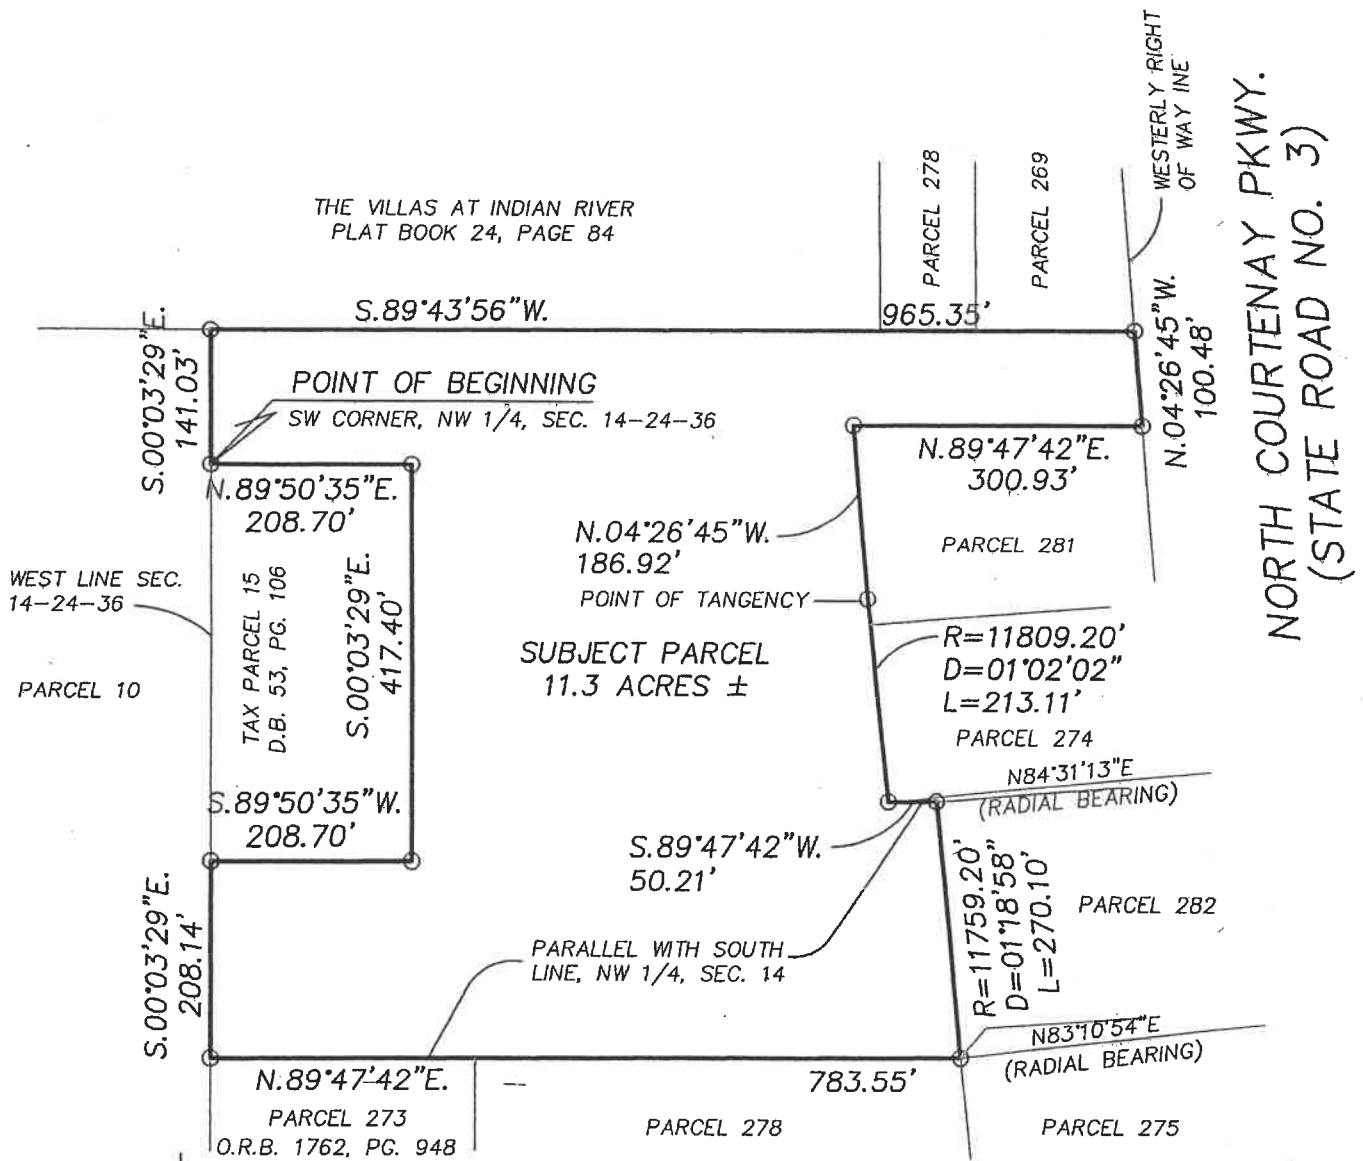 WESTERLY RIGHT
OF WAY INE
NORTH COURTENAY PKWY.
(STATE ROAD NO. 3)
PARCEL 278
PARCEL 269
THE VILLAS AT INDIAN RIVER
PLAT BOOK 24, PAGE 84
S.89°43'56"W.
965.35'
N.04°26'45"W.
100.48'
S.00°03'29"E.
141.03'
POINT OF BEGINNING
SW CORNER, NW 1/4, SEC. 14-24-36
N.89°47'42"E.
300.93'
N.89°50'35"E.
208.70'
N.04°26'45"W.
186.92'
PARCEL 281
WEST LINE SEC.
14-24-36
TAX PARCEL 15
D.B. 53, PG. 106
S.00°03'29"E.
417.40'
POINT OF TANGENCY
R=11809.20'
D=01°02'02"
L=213.11'
SUBJECT PARCEL
11.3 ACRES ±
PARCEL 10
PARCEL 274
N84°31'13"E
(RADIAL BEARING)
S.89°50'35"W.
208.70'
S.89°47'42"W.
50.21'
R=11759.20'
D=01°18'58"
L=270.10'
PARCEL 282
S.00°03'29"E.
208.14'
PARALLEL WITH SOUTH
LINE, NW 1/4, SEC. 14
N83°10'54"E
(RADIAL BEARING)
N.89°47'42"E.
783.55'
PARCEL 273
O.R.B. 1762, PG. 948
PARCEL 278
PARCEL 275